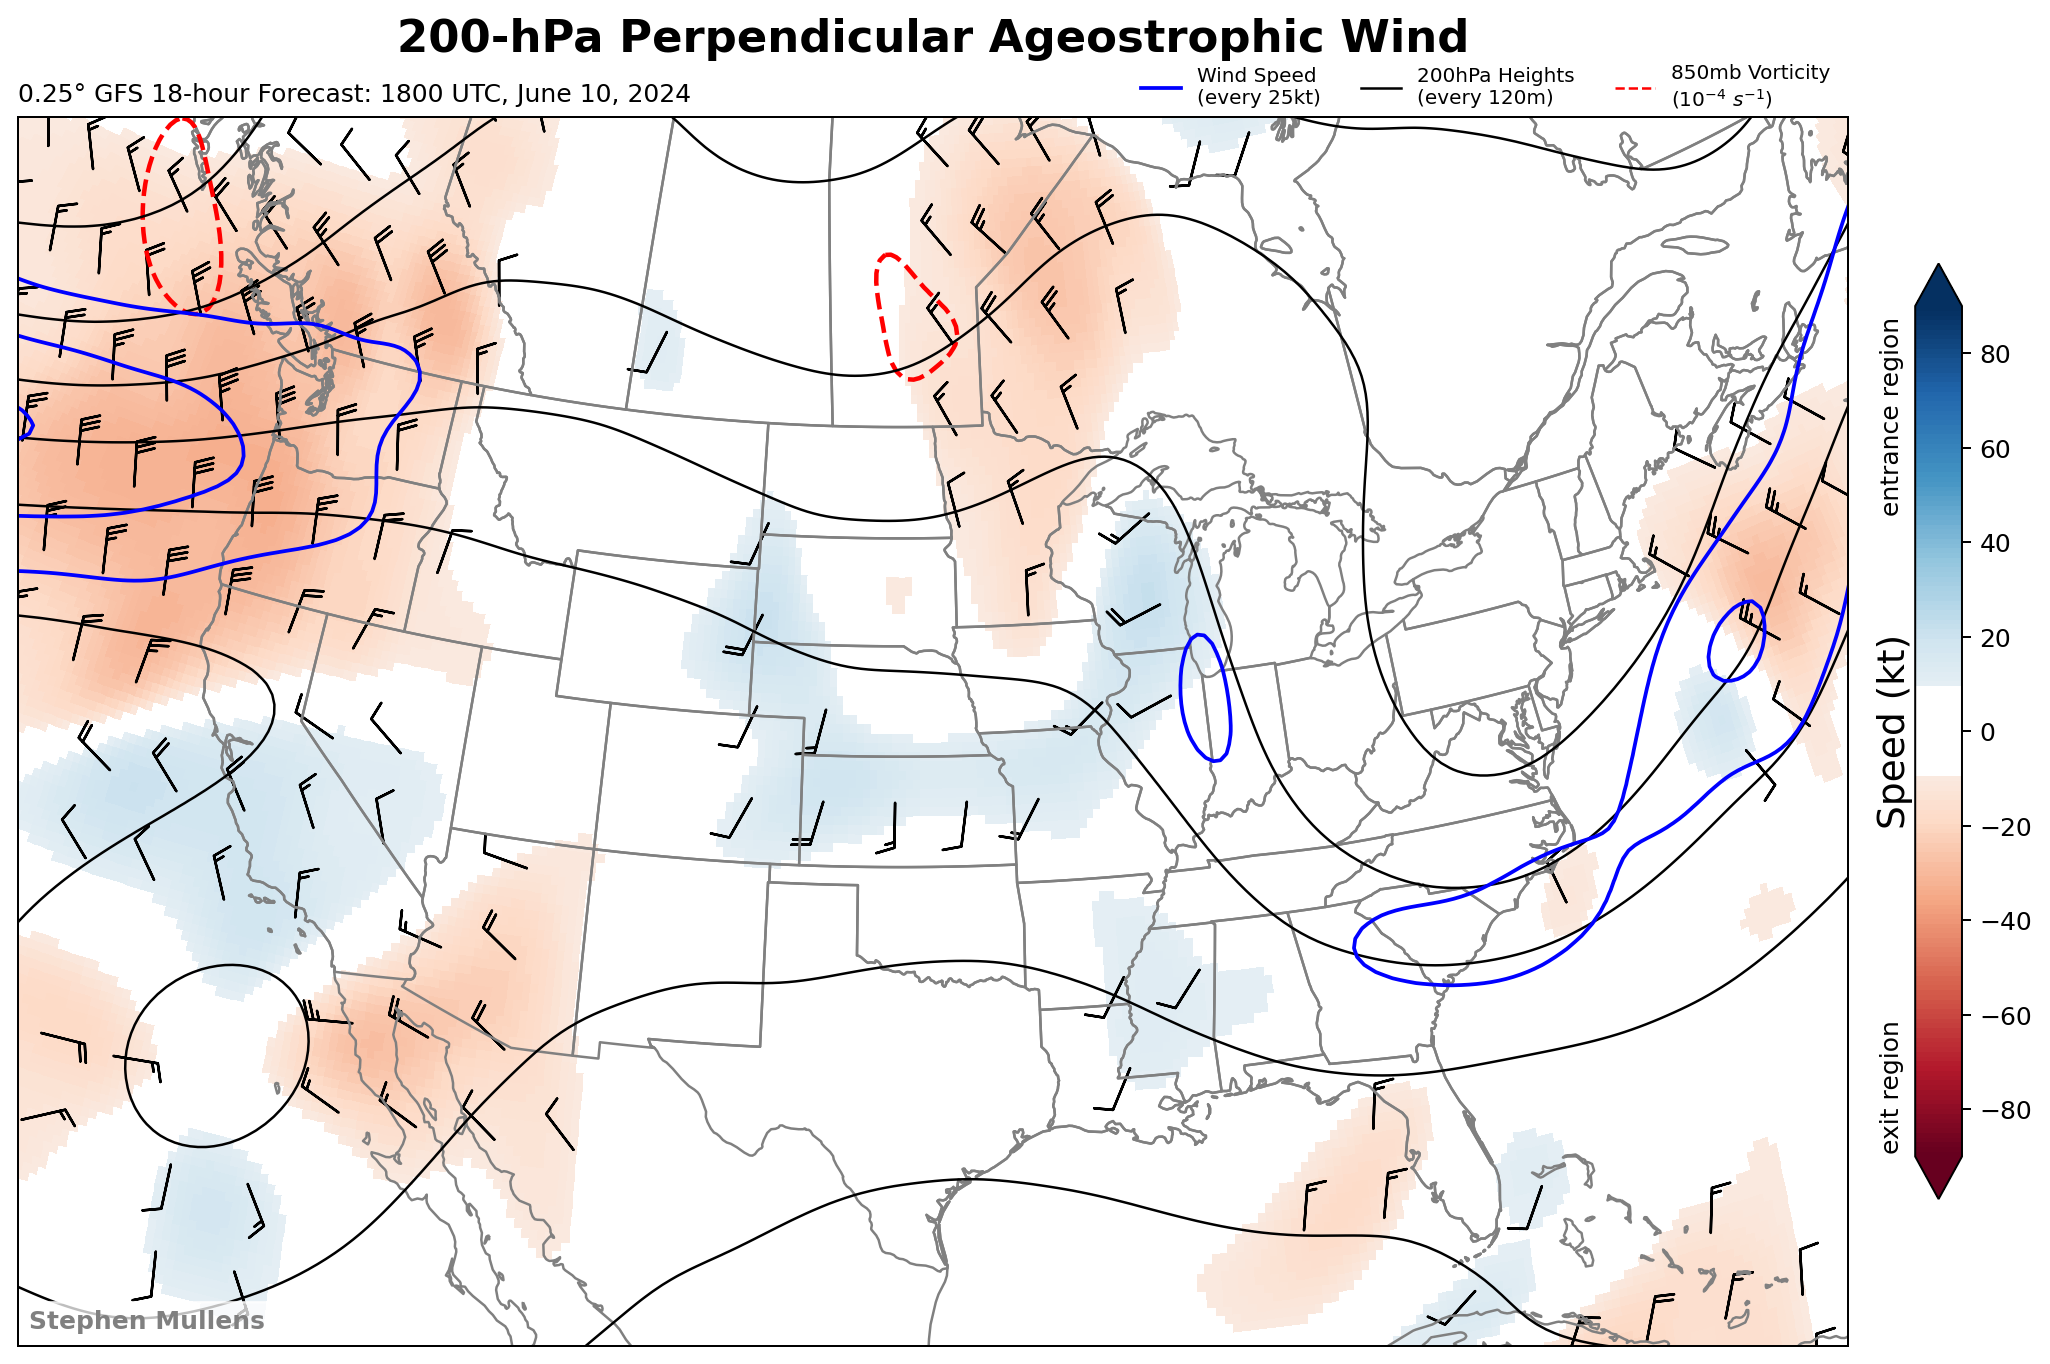 200-hPa Perpendicular Ageostrophic Wind
0.25° GFS 18-hour Forecast: 1800 UTC, June 10, 2024
Wind Speed
(every 25kt)
200hPa Heights
(every 120m)
850mb Vorticity
(10⁻⁴ s⁻¹)
entrance region
Speed (kt)
exit region
80
60
40
20
0
−20
−40
−60
−80
Stephen Mullens